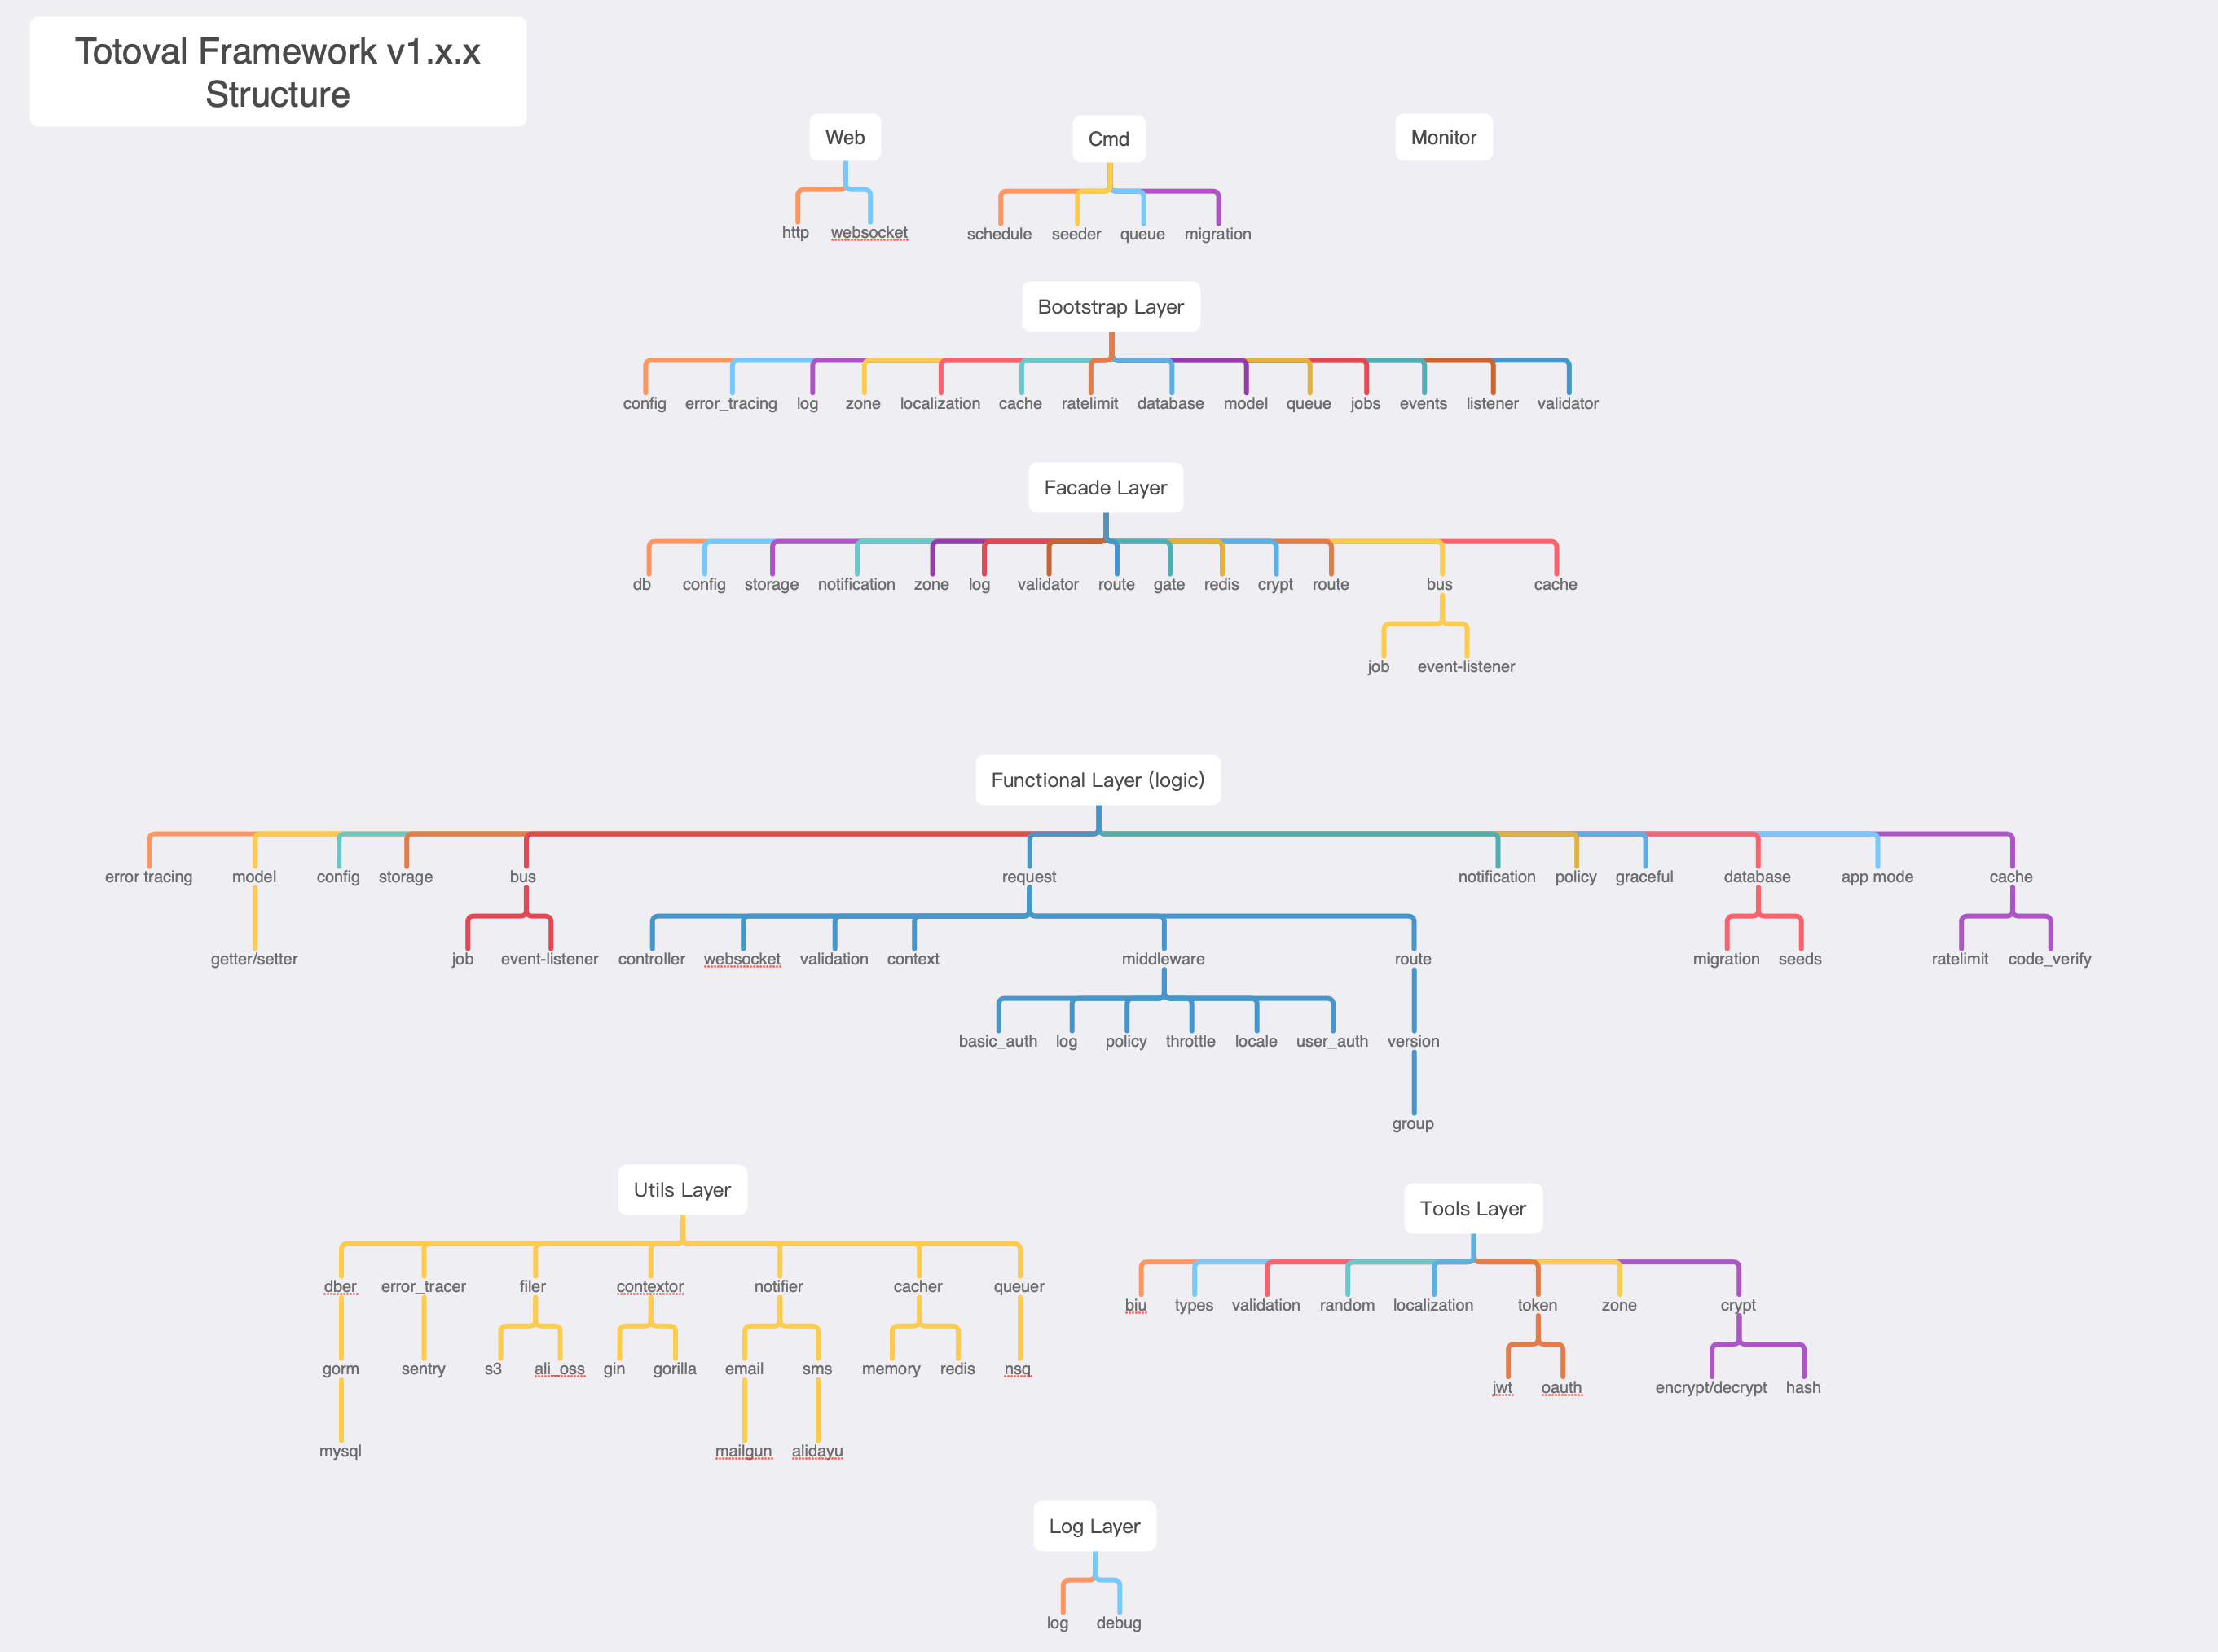 Totoval Framework v1.x.x
Structure
Web
Cmd
Monitor
http
websocket
schedule
seeder
queue
migration
Bootstrap Layer
config
error_tracing
log
zone
localization
cache
ratelimit
database
model
queue
jobs
events
listener
validator
Facade Layer
db
config
storage
notification
zone
log
validator
route
gate
redis
crypt
route
bus
cache
job
event-listener
Functional Layer (logic)
error tracing
model
config
storage
bus
request
notification
policy
graceful
database
app mode
cache
getter/setter
job
event-listener
controller
websocket
validation
context
middleware
route
migration
seeds
ratelimit
code_verify
basic_auth
log
policy
throttle
locale
user_auth
version
group
Utils Layer
dber
error_tracer
filer
contextor
notifier
cacher
queuer
gorm
sentry
s3
ali_oss
gin
gorilla
email
sms
memory
redis
nsq
mysql
mailgun
alidayu
Tools Layer
biu
types
validation
random
localization
token
zone
crypt
jwt
oauth
encrypt/decrypt
hash
Log Layer
log
debug